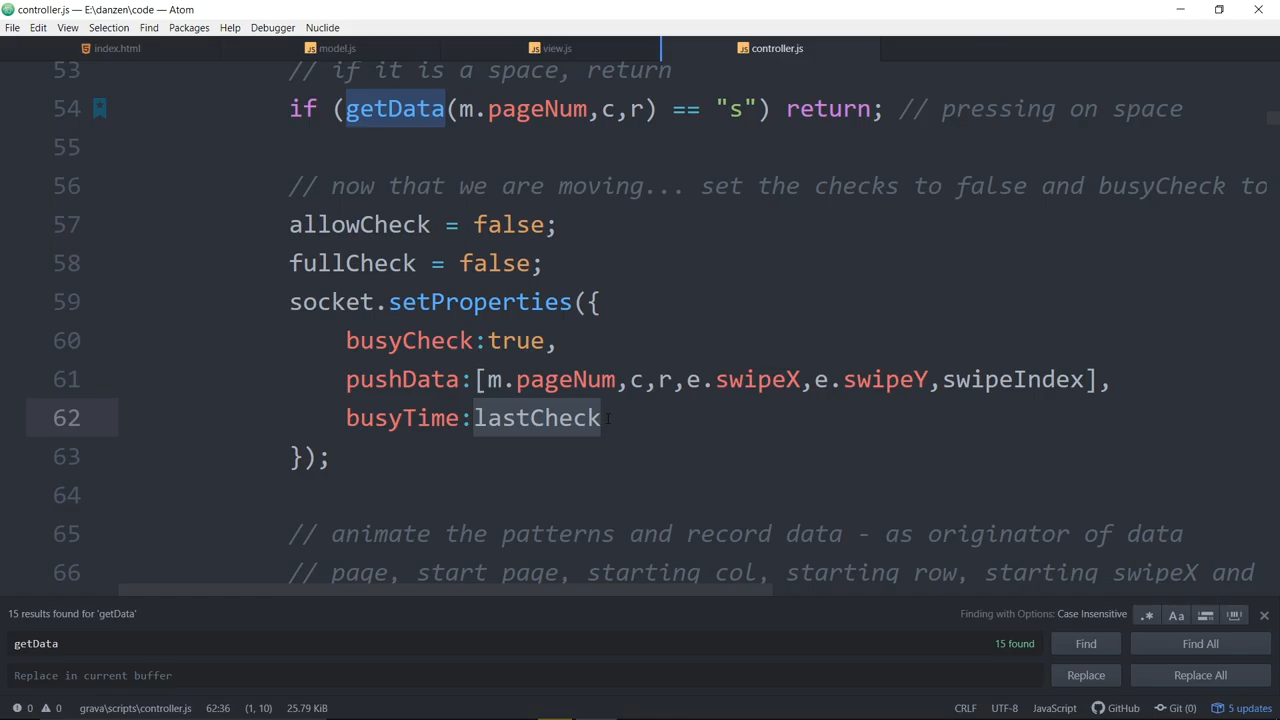 controller.js — E:\danzen\code — Atom
File Edit View Selection Find Packages Help Debugger Nuclide
index.html model.js view.js controller.js
53 // if it is a space, return
54 if (getData(m.pageNum,c,r) == "s") return; // pressing on space
55
56 // now that we are moving... set the checks to false and busyCheck to
57 allowCheck = false;
58 fullCheck = false;
59 socket.setProperties({
60 busyCheck:true,
61 pushData:[m.pageNum,c,r,e.swipeX,e.swipeY,swipeIndex],
62 busyTime:lastCheck
63 });
64
65 // animate the patterns and record data - as originator of data
66 // page, start page, starting col, starting row, starting swipeX and
15 results found for 'getData' Finding with Options: Case Insensitive .* Aa
getData 15 found Find Find All
Replace in current buffer Replace Replace All
0 0 grava\scripts\controller.js 62:36 (1, 10) 25.79 KiB CRLF UTF-8 JavaScript GitHub Git (0) 5 updates